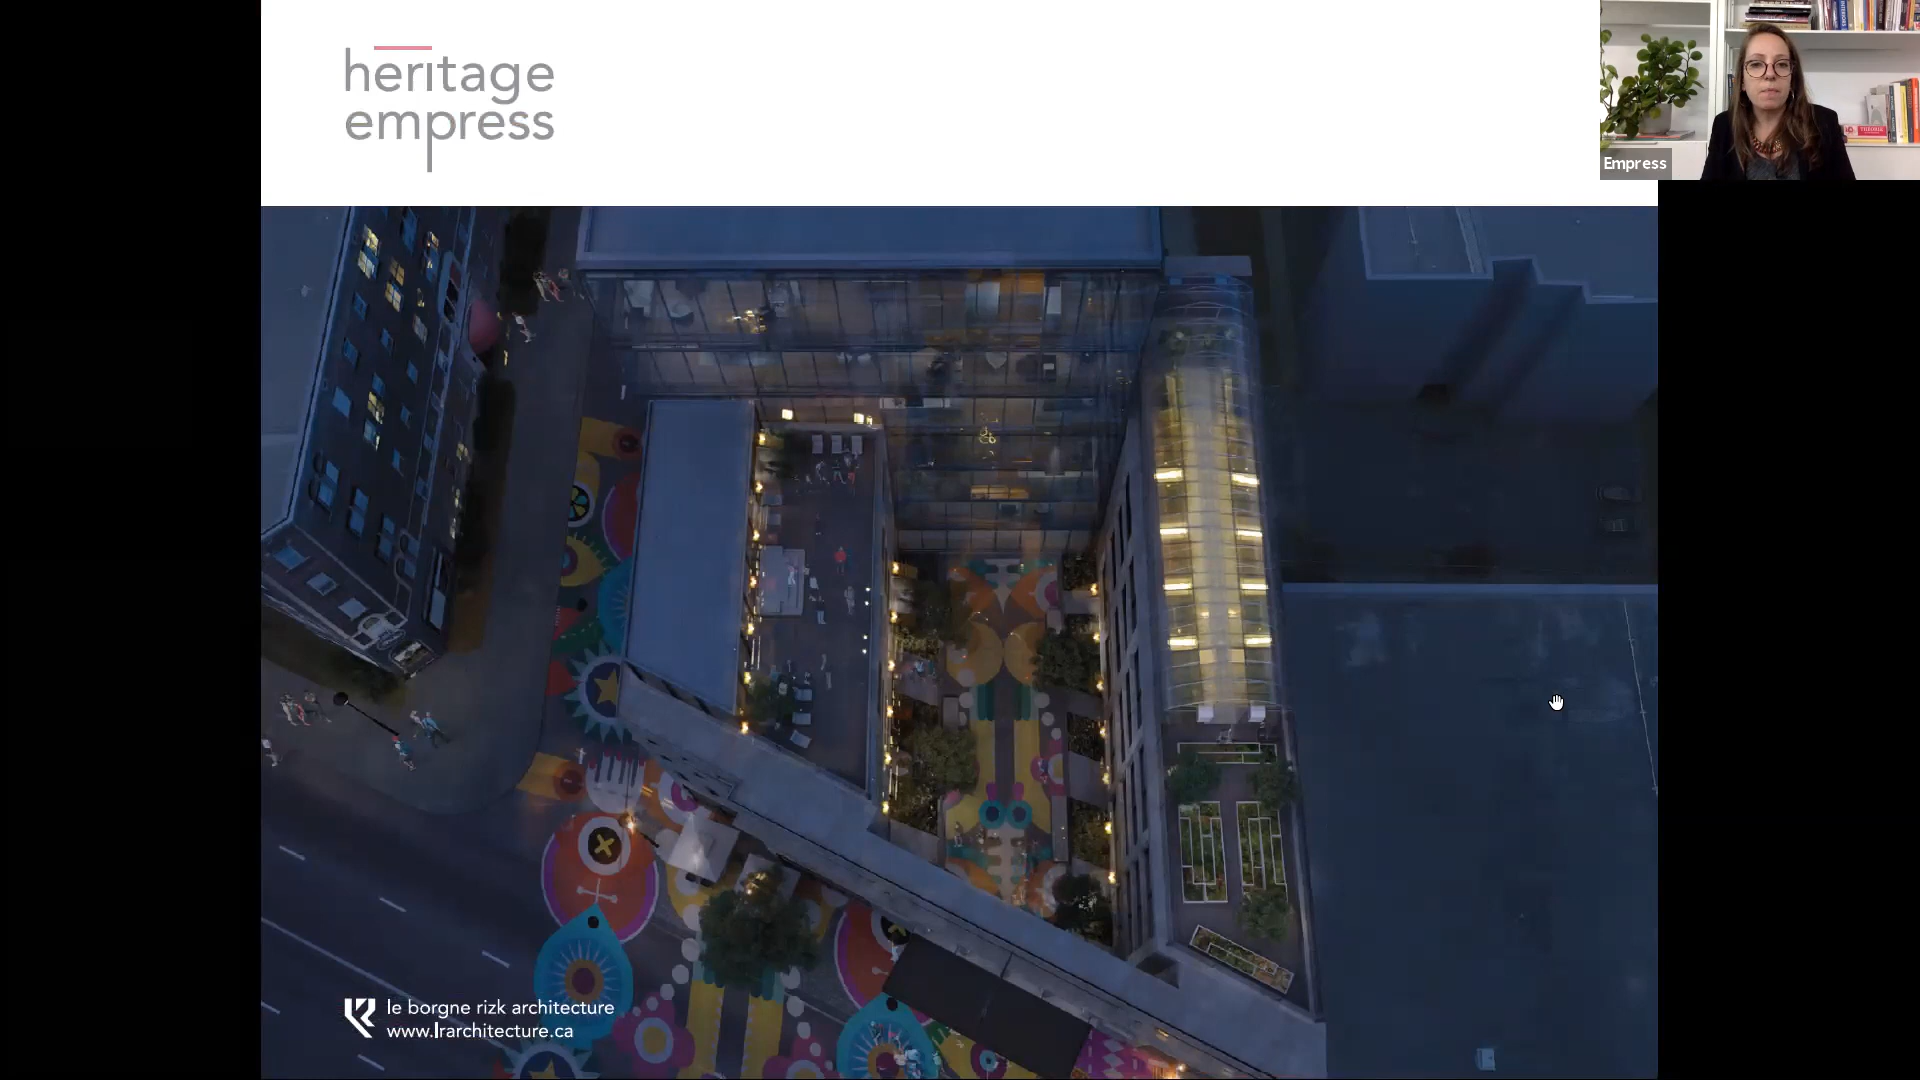 heritage
empress
Empress
le borgne rizk architecture
www.lrarchitecture.ca